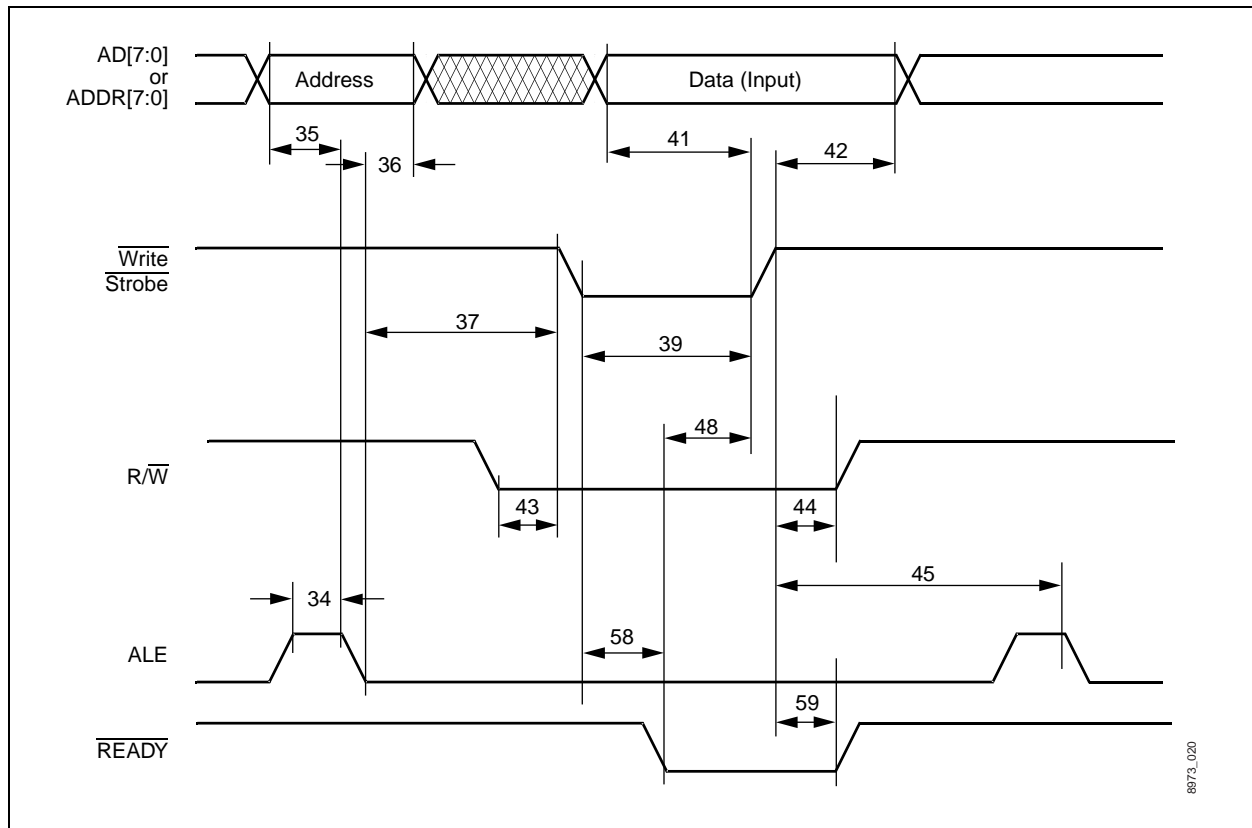 AD[7:0]
or
ADDR[7:0]
Address
Data (Input)
35
36
41
42
Write
Strobe
37
39
48
R/W
43
44
45
34
58
ALE
59
READY
8973_020